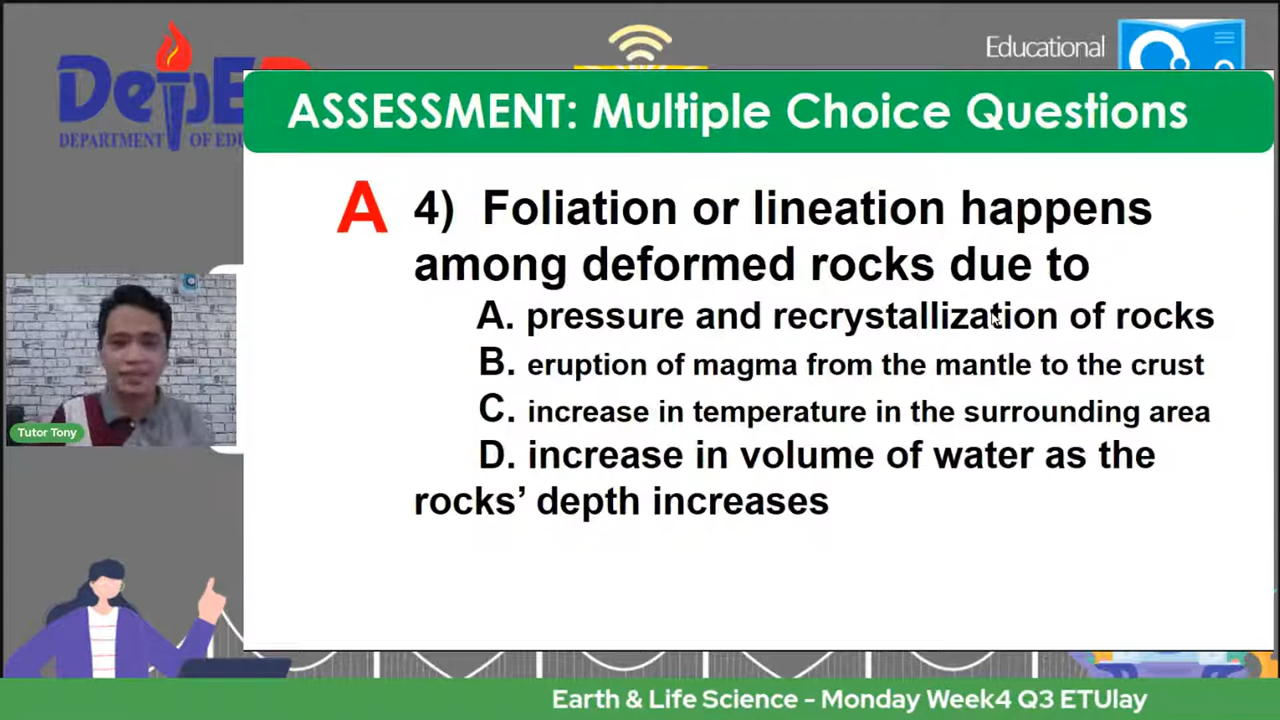 Educational
DepE
DEPARTMENT OF EDU
ASSESSMENT: Multiple Choice Questions
A 4) Foliation or lineation happens
among deformed rocks due to
A. pressure and recrystallization of rocks
B. eruption of magma from the mantle to the crust
C. increase in temperature in the surrounding area
D. increase in volume of water as the
rocks’ depth increases
Tutor Tony
Earth & Life Science - Monday Week4 Q3 ETUlay